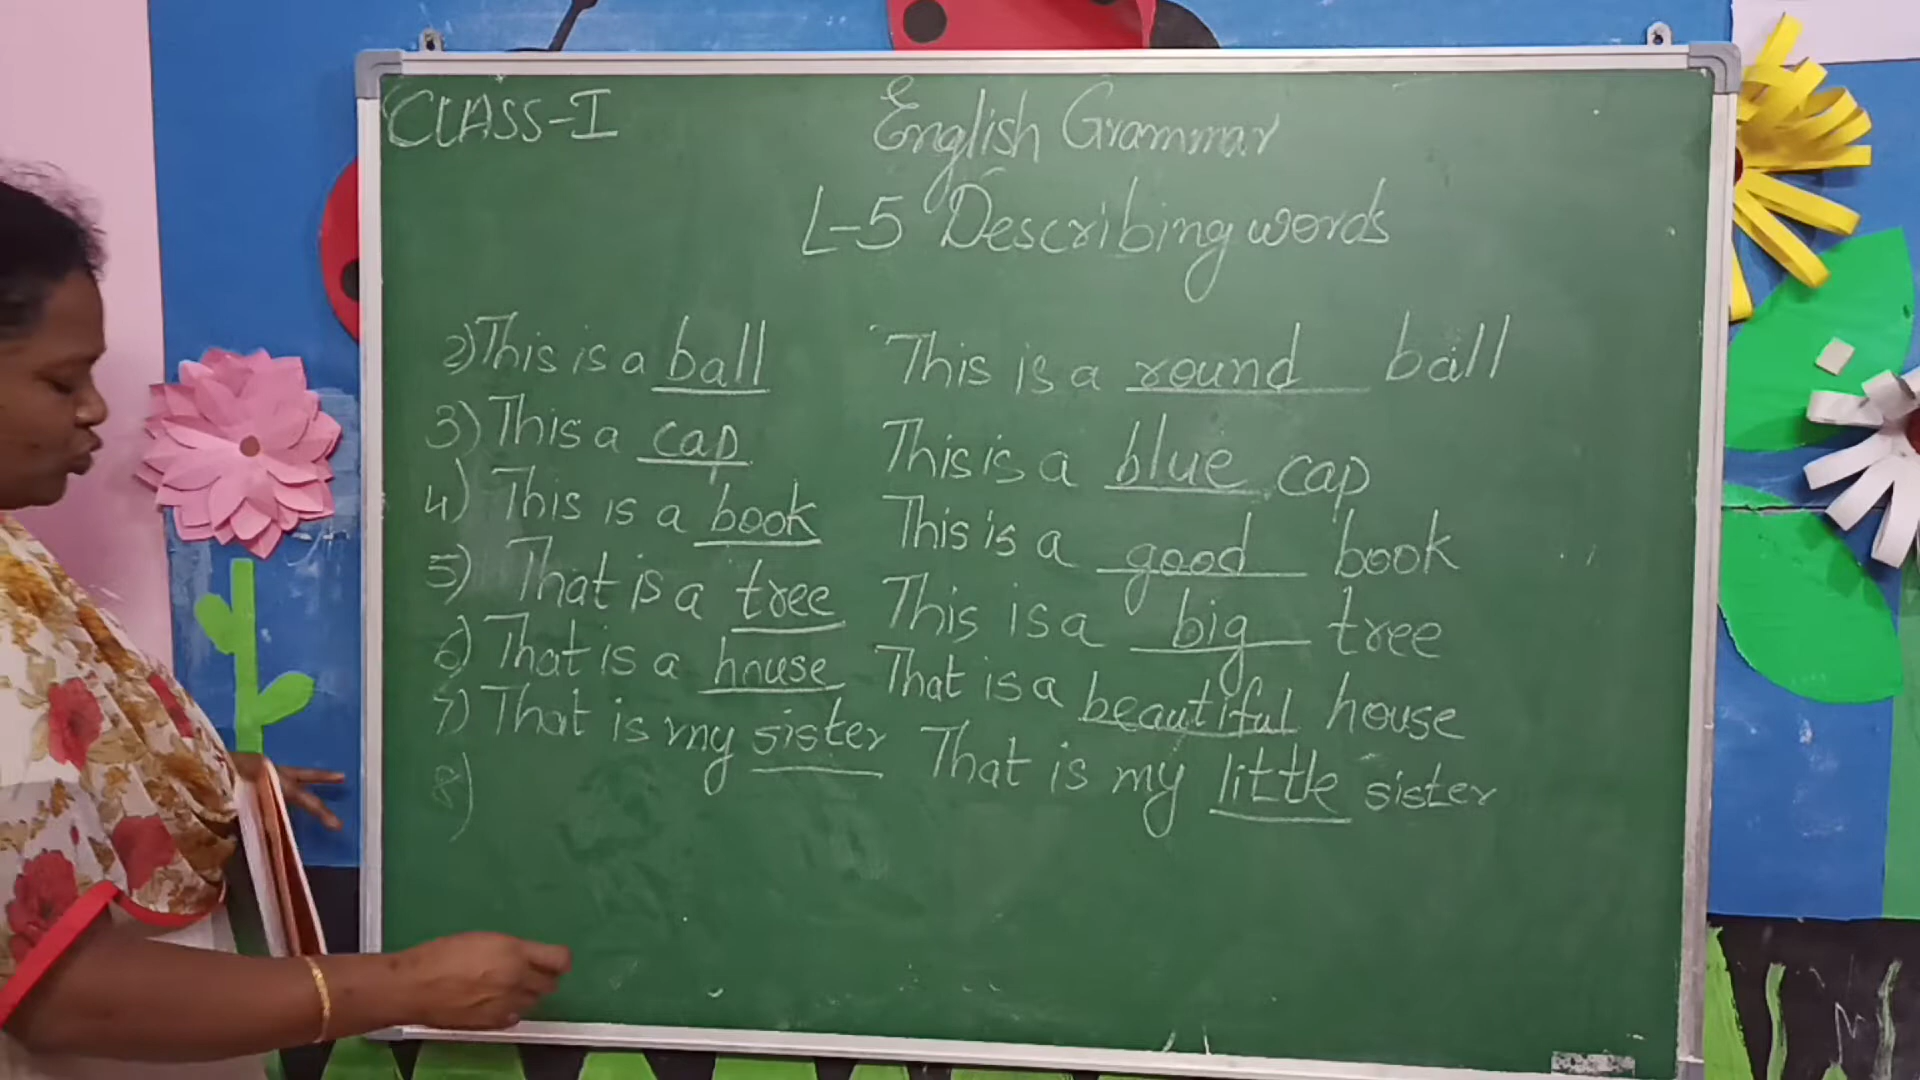 CLASS-I English Grammar
L-5 Describing words
2) This is a ball This is a round ball
3) This a cap This is a blue cap
4) This is a book This is a good book
5) That is a tree This is a big tree
6) That is a house That is a beautiful house
7) That is my sister That is my little sister
8)